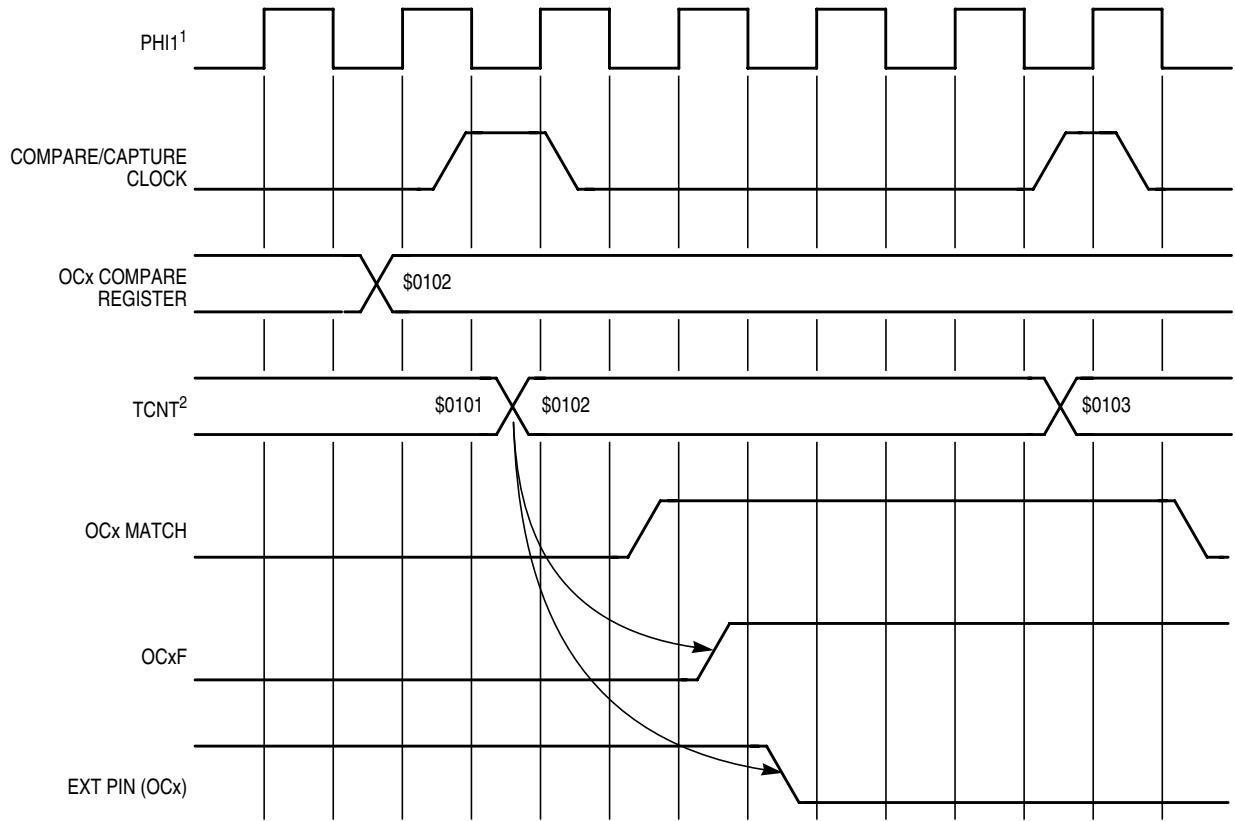 PHI1¹
COMPARE/CAPTURE
CLOCK
OCx COMPARE
REGISTER
$0102
TCNT²
$0101
$0102
$0103
OCx MATCH
OCxF
EXT PIN (OCx)